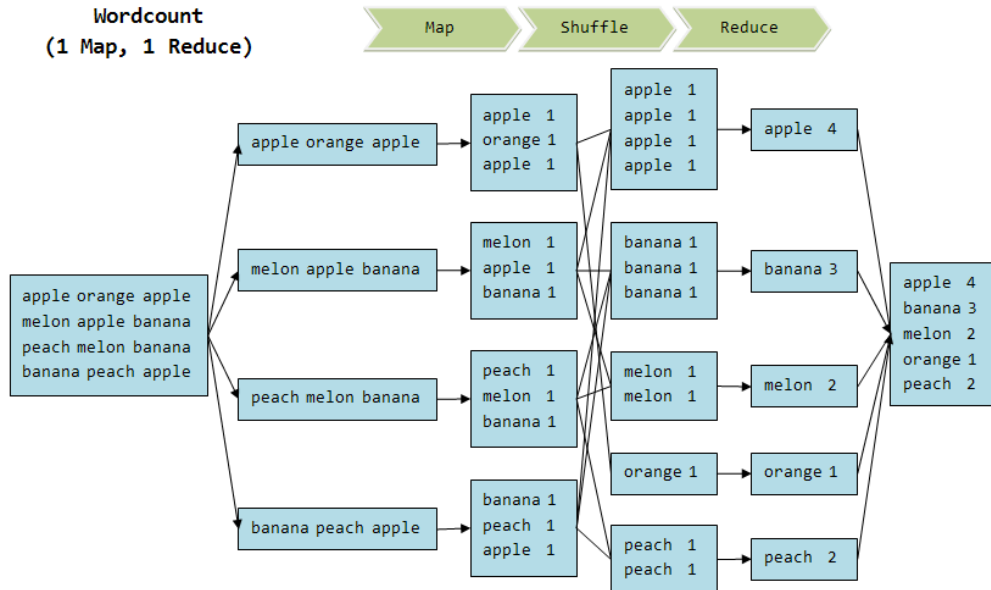 Wordcount
(1 Map, 1 Reduce)
Map
Shuffle
Reduce
apple orange apple
melon apple banana
peach melon banana
banana peach apple
apple orange apple
melon apple banana
peach melon banana
banana peach apple
apple 1
orange 1
apple 1
melon 1
apple 1
banana 1
peach 1
melon 1
banana 1
banana 1
peach 1
apple 1
apple 1
apple 1
apple 1
apple 1
banana 1
banana 1
banana 1
melon 1
melon 1
orange 1
peach 1
peach 1
apple 4
banana 3
melon 2
orange 1
peach 2
apple 4
banana 3
melon 2
orange 1
peach 2